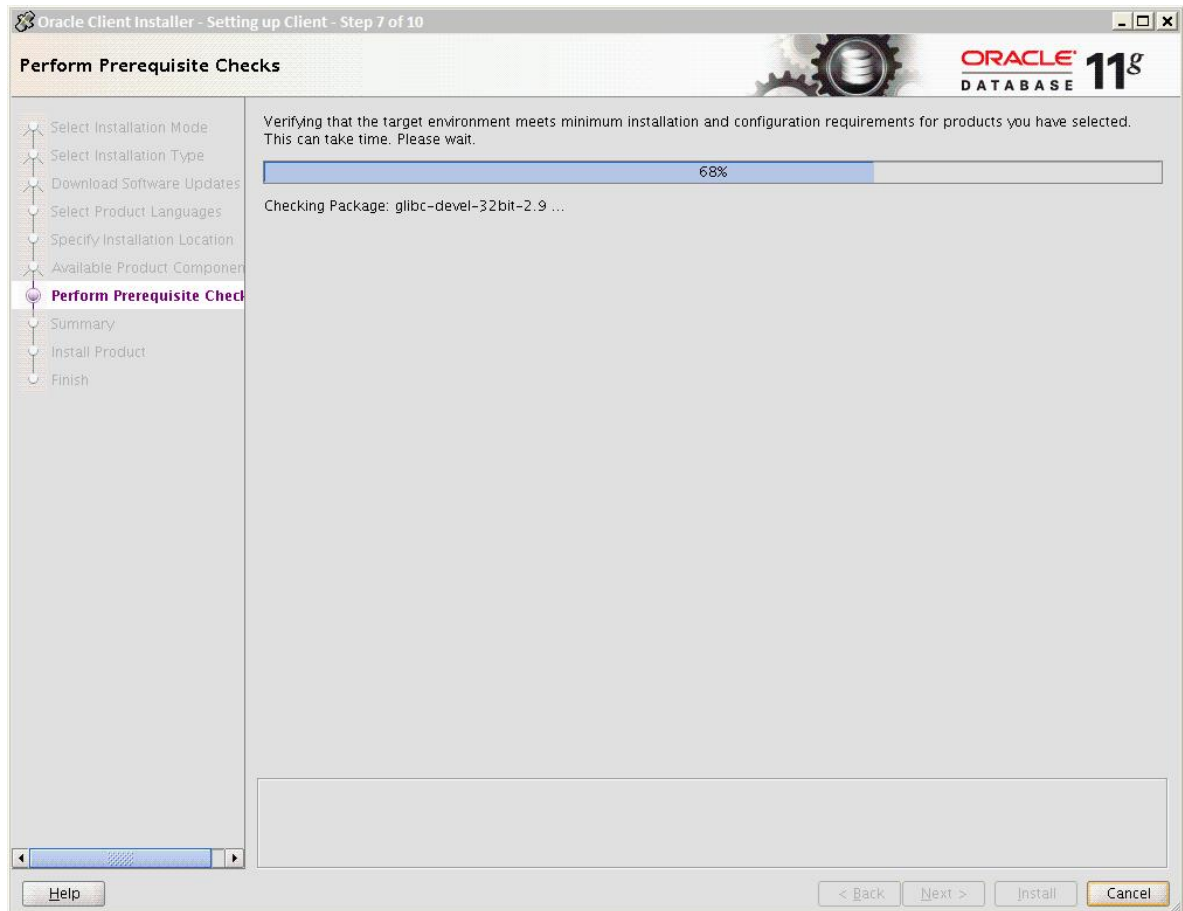 Oracle Client Installer - Setting up Client - Step 7 of 10
Perform Prerequisite Checks
ORACLE
DATABASE
11g
Select Installation Mode
Select Installation Type
Download Software Updates
Select Product Languages
Specify Installation Location
Available Product Componen
Perform Prerequisite Check
Summary
Install Product
Finish
Verifying that the target environment meets minimum installation and configuration requirements for products you have selected.
This can take time. Please wait.
68%
Checking Package: glibc-devel-32bit-2.9 ...
Help
< Back
Next >
Install
Cancel